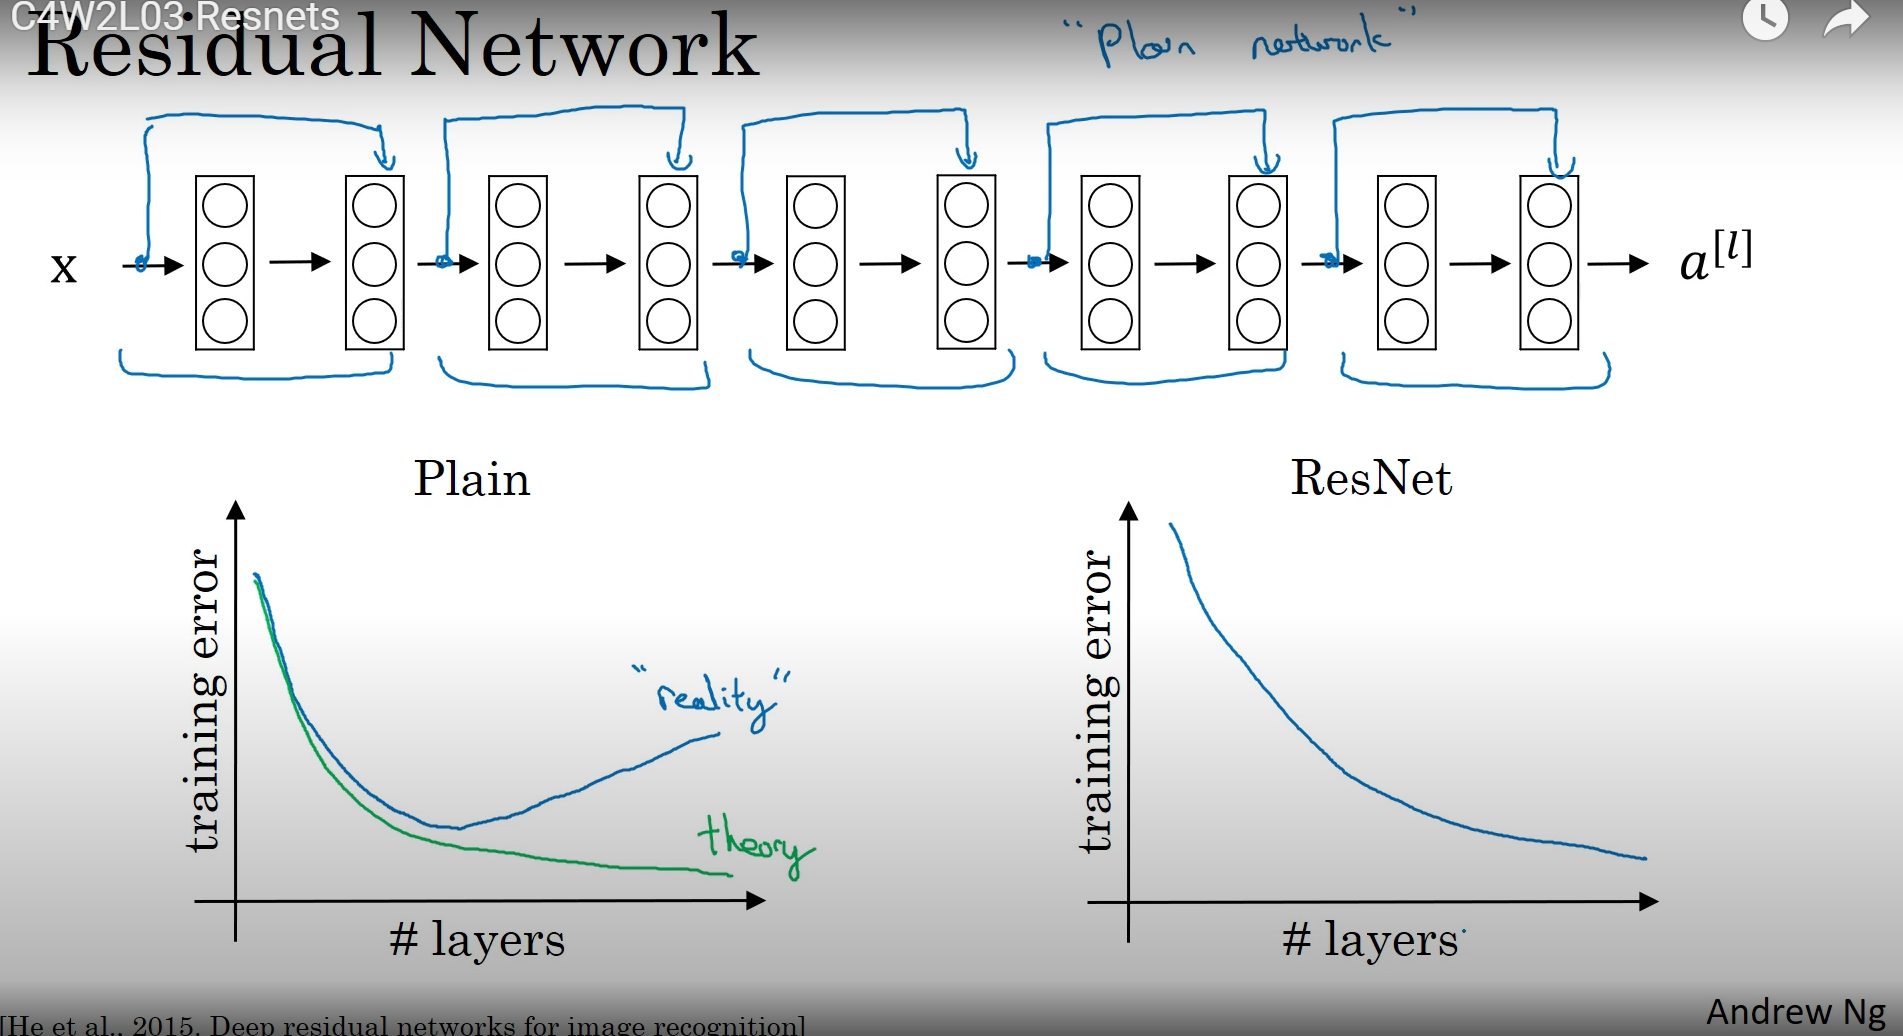 C4W2L03 Resnets
Residual Network
"Plain network"
x
a[l]
Plain
ResNet
training error
"reality"
theory
# layers
training error
# layers
[He et al., 2015. Deep residual networks for image recognition]
Andrew Ng